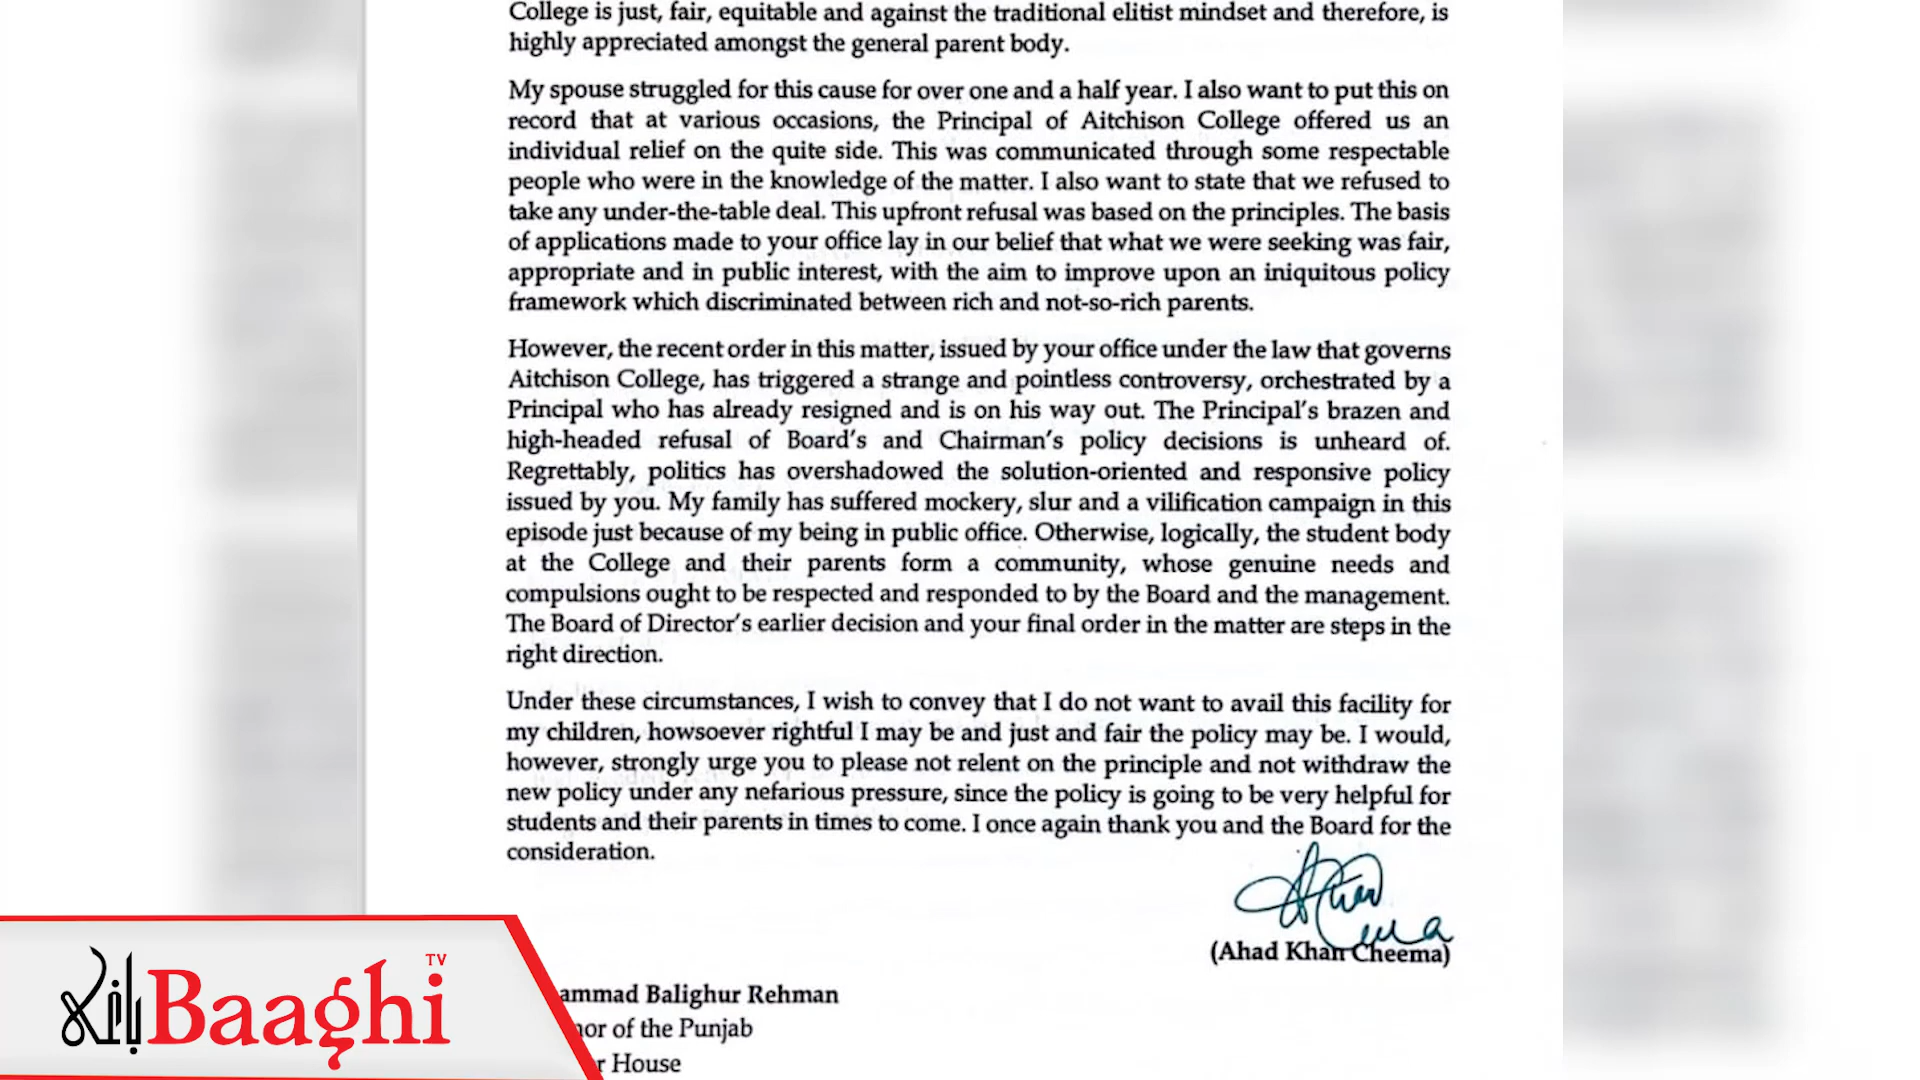 College is just, fair, equitable and against the traditional elitist mindset and therefore, is
highly appreciated amongst the general parent body.
My spouse struggled for this cause for over one and a half year. I also want to put this on
record that at various occasions, the Principal of Aitchison College offered us an
individual relief on the quite side. This was communicated through some respectable
people who were in the knowledge of the matter. I also want to state that we refused to
take any under-the-table deal. This upfront refusal was based on the principles. The basis
of applications made to your office lay in our belief that what we were seeking was fair,
appropriate and in public interest, with the aim to improve upon an iniquitous policy
framework which discriminated between rich and not-so-rich parents.
However, the recent order in this matter, issued by your office under the law that governs
Aitchison College, has triggered a strange and pointless controversy, orchestrated by a
Principal who has already resigned and is on his way out. The Principal's brazen and
high-headed refusal of Board's and Chairman's policy decisions is unheard of.
Regrettably, politics has overshadowed the solution-oriented and responsive policy
issued by you. My family has suffered mockery, slur and a vilification campaign in this
episode just because of my being in public office. Otherwise, logically, the student body
at the College and their parents form a community, whose genuine needs and
compulsions ought to be respected and responded to by the Board and the management.
The Board of Director's earlier decision and your final order in the matter are steps in the
right direction.
Under these circumstances, I wish to convey that I do not want to avail this facility for
my children, howsoever rightful I may be and just and fair the policy may be. I would,
however, strongly urge you to please not relent on the principle and not withdraw the
new policy under any nefarious pressure, since the policy is going to be very helpful for
students and their parents in times to come. I once again thank you and the Board for the
consideration.
(Ahad Khan Cheema)
ammad Balighur Rehman
nor of the Punjab
r House
باغی Baaghi TV